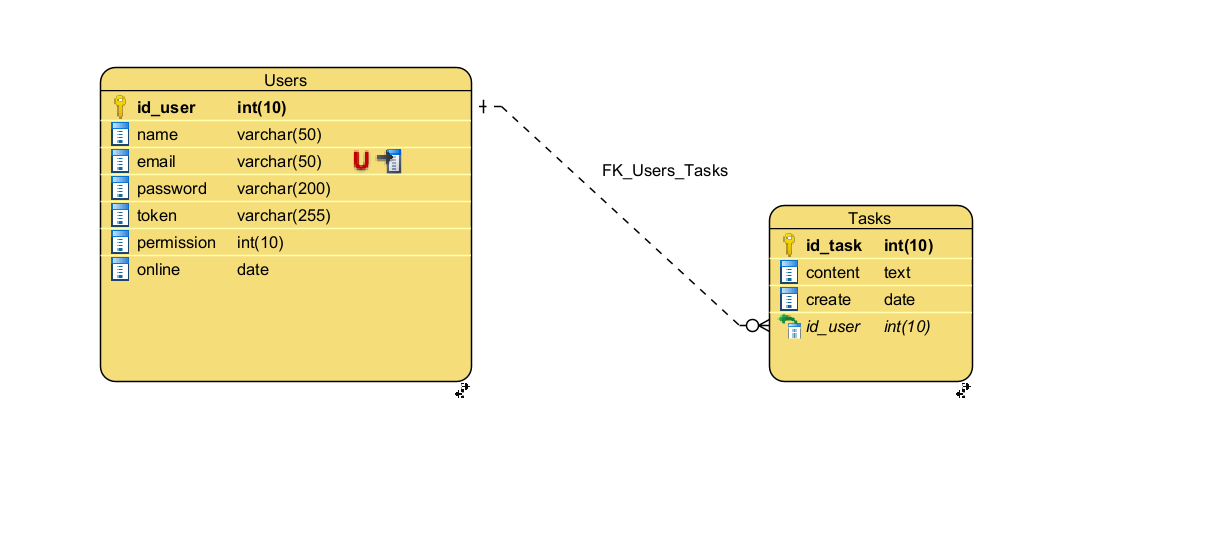 Users
id_user int(10)
name varchar(50)
email varchar(50) U
password varchar(200)
token varchar(255)
permission int(10)
online date
FK_Users_Tasks
Tasks
id_task int(10)
content text
create date
id_user int(10)